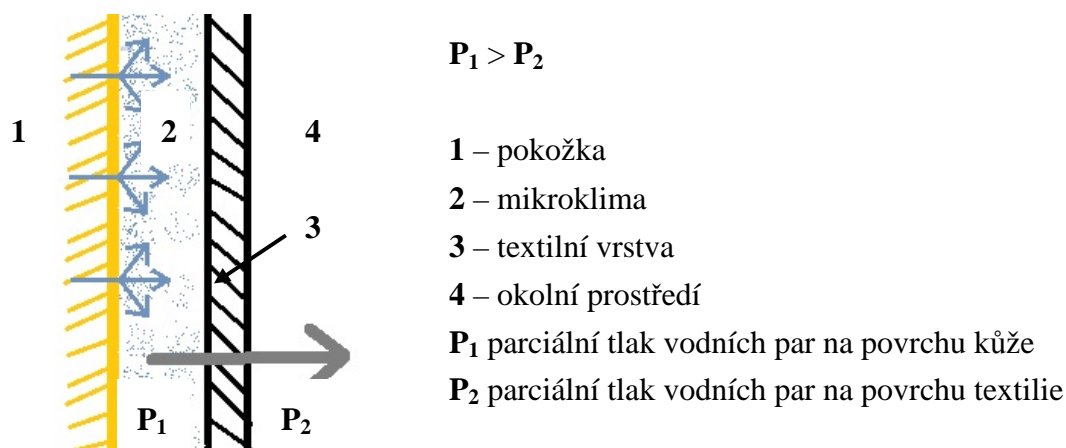 1
2
4
3
P₁
P₂
P₁ > P₂
1 – pokožka
2 – mikroklima
3 – textilní vrstva
4 – okolní prostředí
P₁ parciální tlak vodních par na povrchu kůže
P₂ parciální tlak vodních par na povrchu textilie